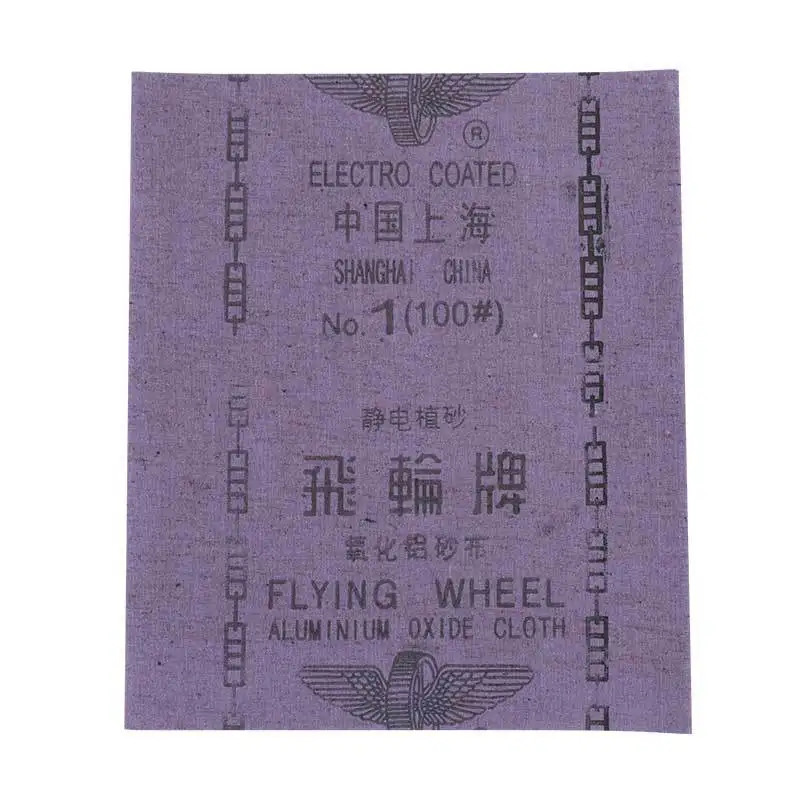 ®
ELECTRO COATED
中国上海
SHANGHAI CHINA
No. 1 (100#)
静电植砂
飛輪牌
氧化铝砂布
FLYING WHEEL
ALUMINIUM OXIDE CLOTH